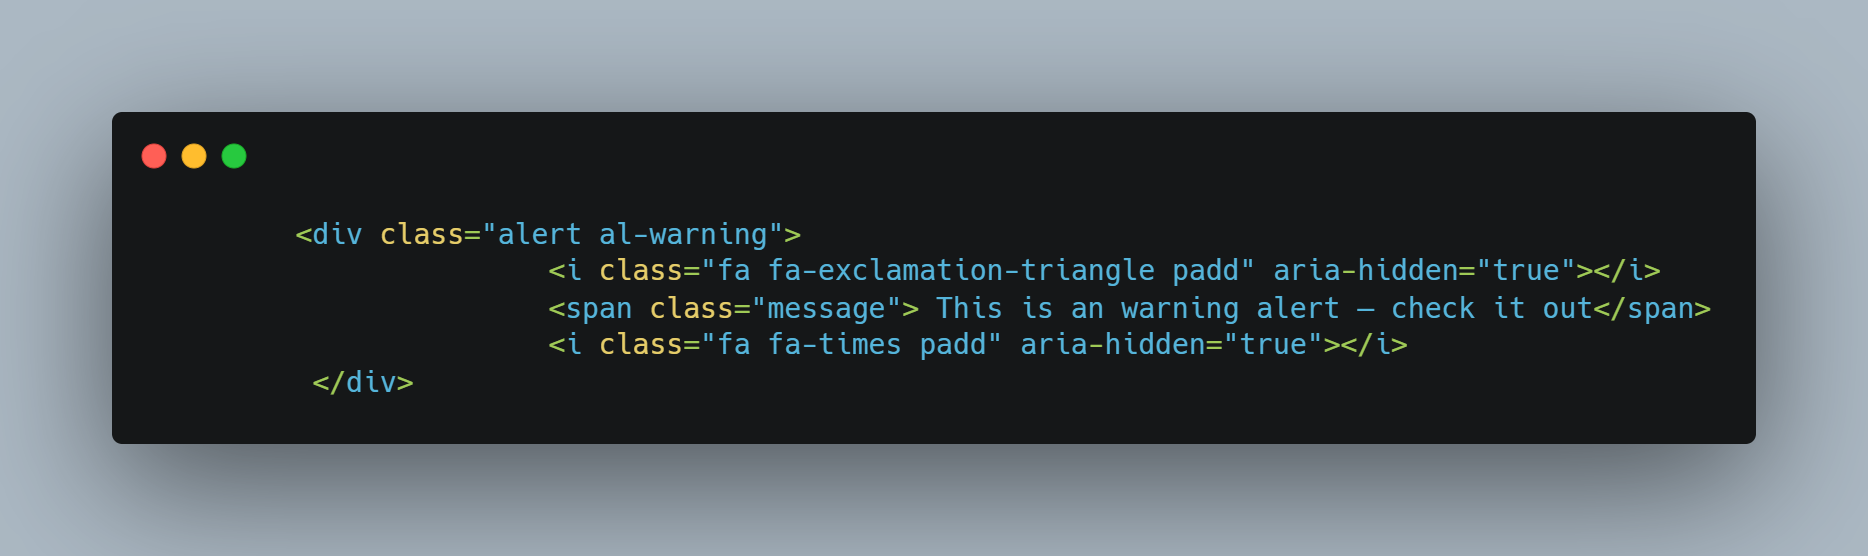 <div class="alert al-warning">
<i class="fa fa-exclamation-triangle padd" aria-hidden="true"></i>
<span class="message"> This is an warning alert — check it out</span>
<i class="fa fa-times padd" aria-hidden="true"></i>
</div>